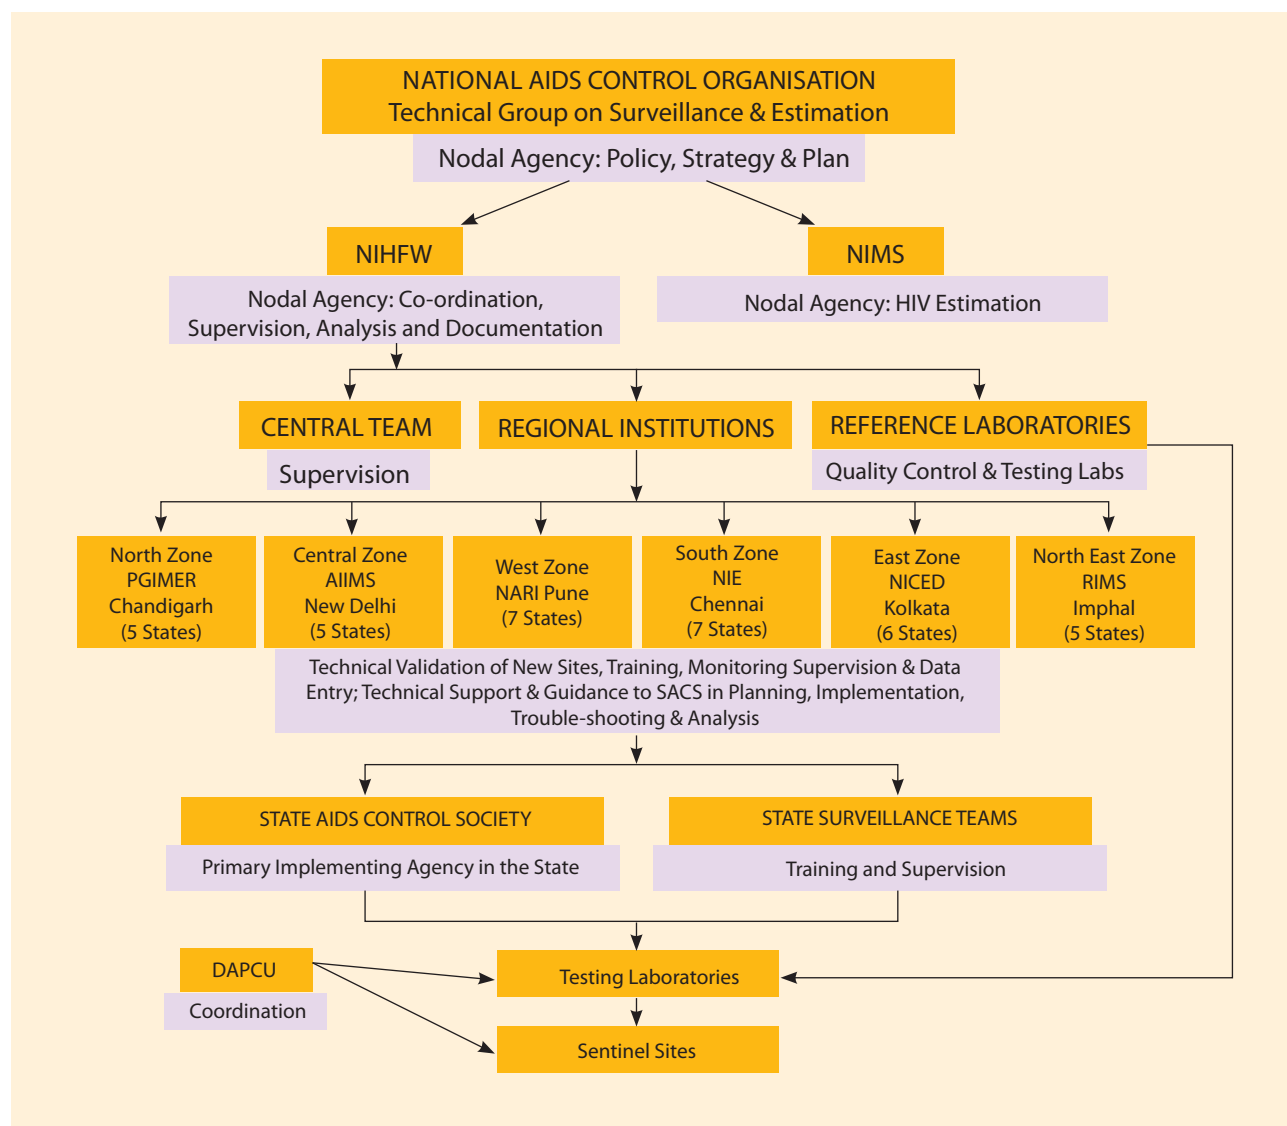 NATIONAL AIDS CONTROL ORGANISATION
Technical Group on Surveillance & Estimation
Nodal Agency: Policy, Strategy & Plan
NIHFW
Nodal Agency: Co-ordination,
Supervision, Analysis and Documentation
NIMS
Nodal Agency: HIV Estimation
CENTRAL TEAM
Supervision
REGIONAL INSTITUTIONS
REFERENCE LABORATORIES
Quality Control & Testing Labs
North Zone
PGIMER
Chandigarh
(5 States)
Central Zone
AIIMS
New Delhi
(5 States)
West Zone
NARI Pune
(7 States)
South Zone
NIE
Chennai
(7 States)
East Zone
NICED
Kolkata
(6 States)
North East Zone
RIMS
Imphal
(5 States)
Technical Validation of New Sites, Training, Monitoring Supervision & Data
Entry; Technical Support & Guidance to SACS in Planning, Implementation,
Trouble-shooting & Analysis
STATE AIDS CONTROL SOCIETY
Primary Implementing Agency in the State
STATE SURVEILLANCE TEAMS
Training and Supervision
DAPCU
Coordination
Testing Laboratories
Sentinel Sites